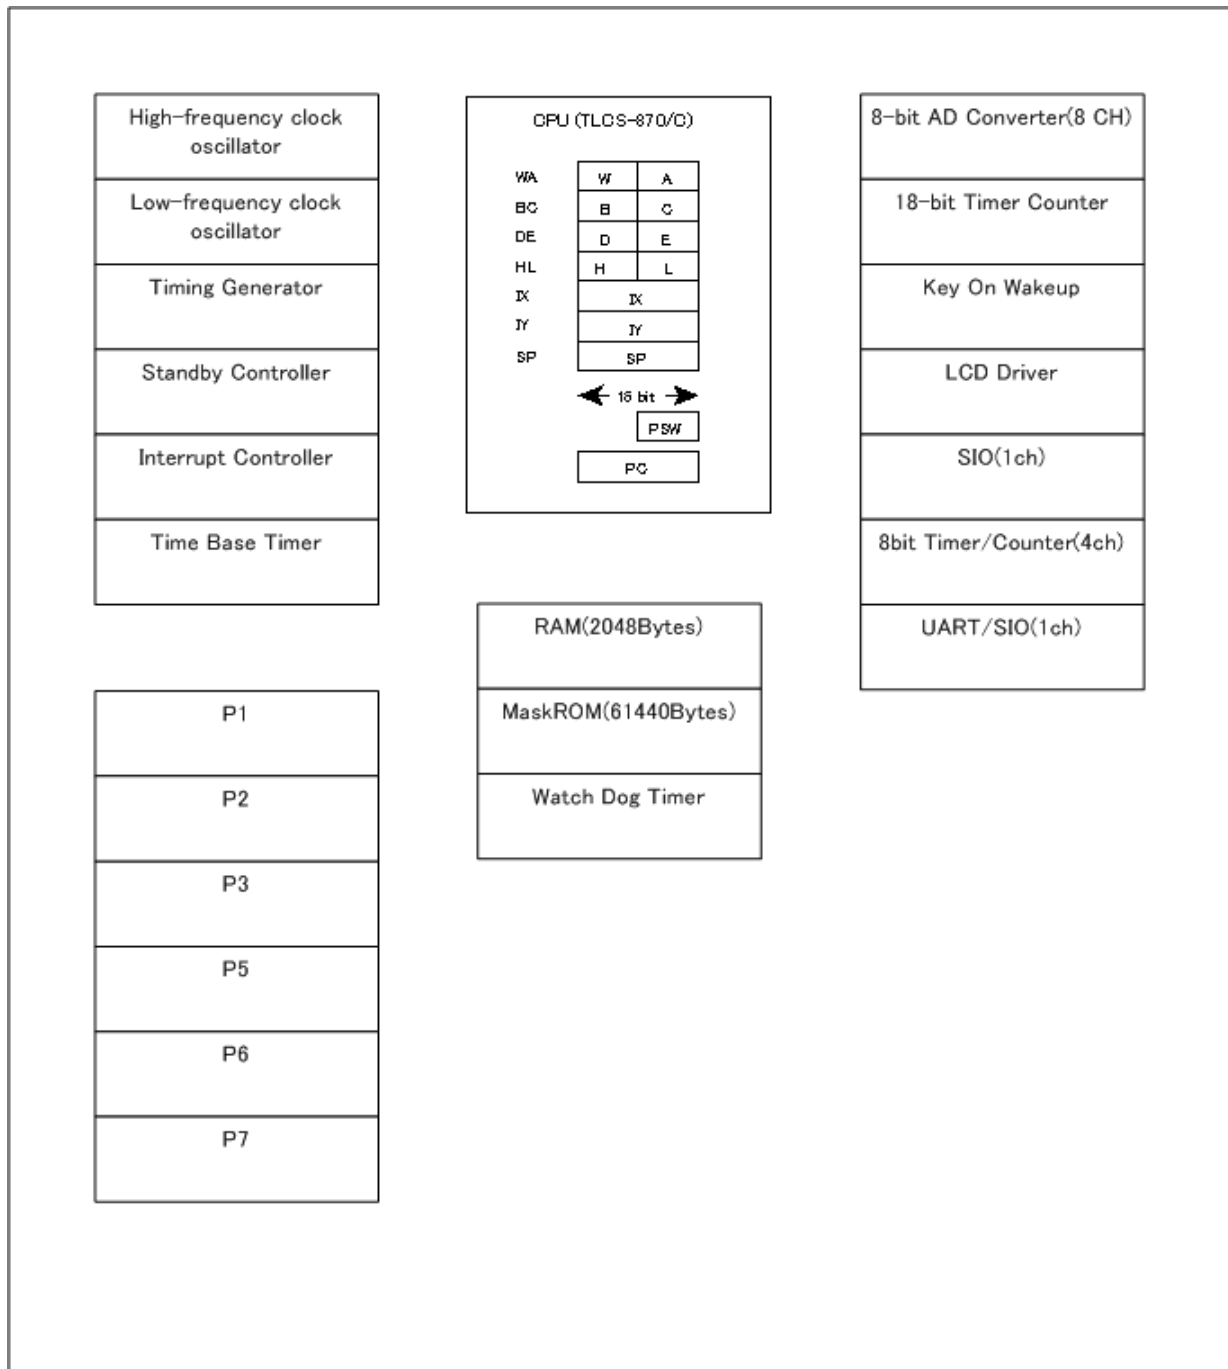 High-frequency clock
oscillator
Low-frequency clock
oscillator
Timing Generator
Standby Controller
Interrupt Controller
Time Base Timer
P1
P2
P3
P5
P6
P7
CPU (TLCS-870/C)
WA W A
BC B C
DE D E
HL H L
IX IX
IY IY
SP SP
16 bit
PSW
PC
RAM(2048Bytes)
MaskROM(61440Bytes)
Watch Dog Timer
8-bit AD Converter(8 CH)
18-bit Timer Counter
Key On Wakeup
LCD Driver
SIO(1ch)
8bit Timer/Counter(4ch)
UART/SIO(1ch)